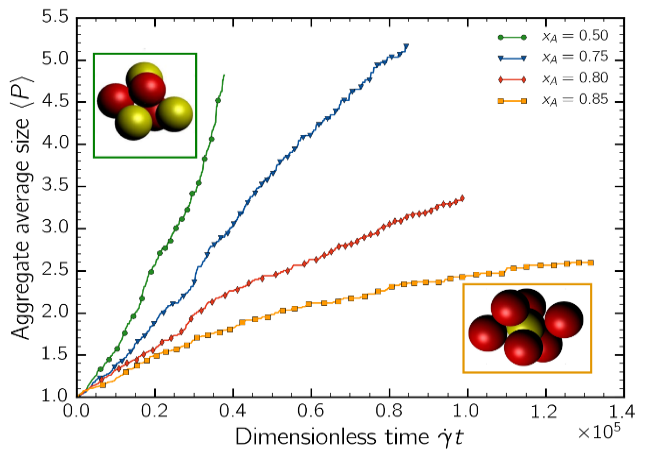 5.5
5.0
4.5
4.0
3.5
3.0
2.5
2.0
1.5
1.0
Aggregate average size ⟨P⟩
x_A = 0.50
x_A = 0.75
x_A = 0.80
x_A = 0.85
0.0 0.2 0.4 0.6 0.8 1.0 1.2 1.4
×10⁵
Dimensionless time γ̇t